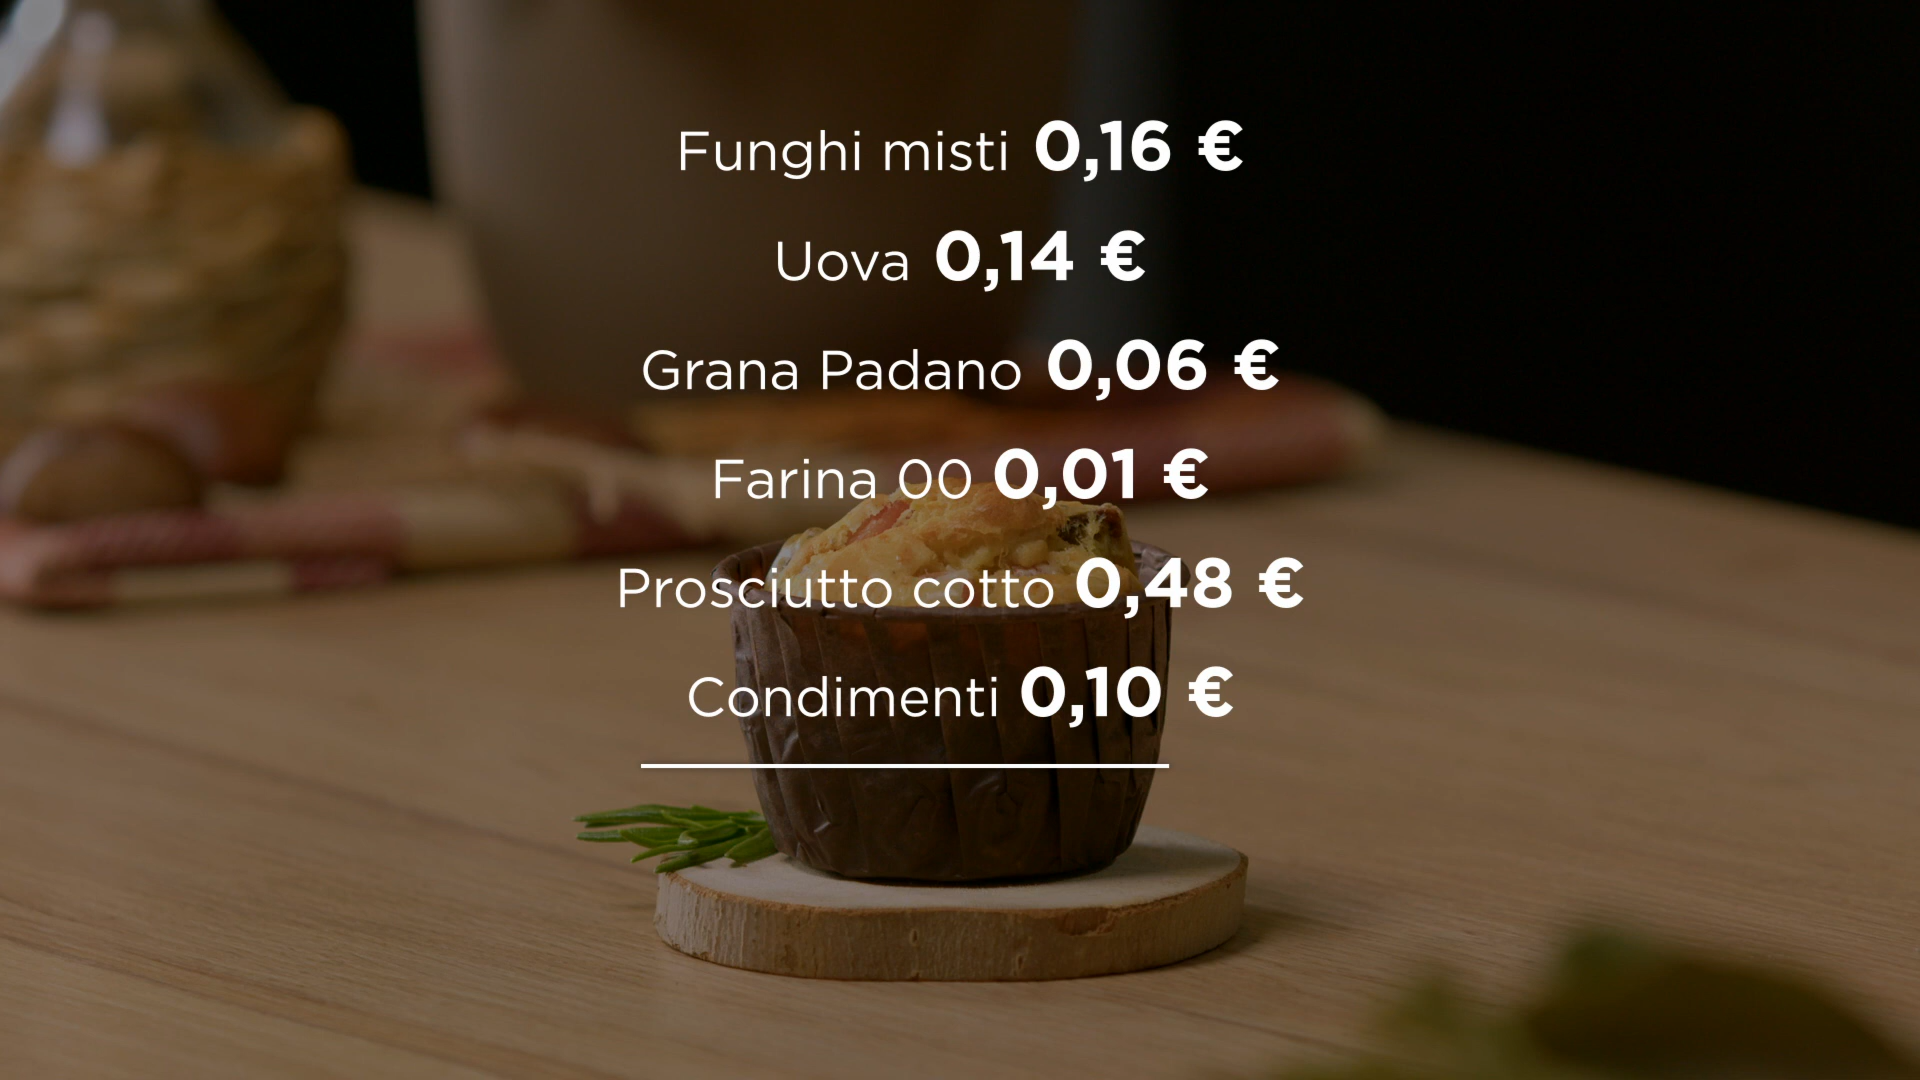 Funghi misti 0,16 €
Uova 0,14 €
Grana Padano 0,06 €
Farina 00 0,01 €
Prosciutto cotto 0,48 €
Condimenti 0,10 €